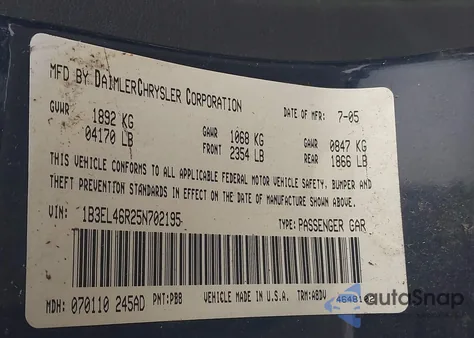 MFD BY DAIMLERCHRYSLER CORPORATION
DATE OF MFR: 7-05
GVWR 1892 KG 04170 LB
GAWR FRONT 1068 KG 2354 LB
GAWR REAR 0847 KG 1866 LB
THIS VEHICLE CONFORMS TO ALL APPLICABLE FEDERAL MOTOR VEHICLE SAFETY, BUMPER AND
THEFT PREVENTION STANDARDS IN EFFECT ON THE DATE OF MANUFACTURE SHOWN ABOVE.
VIN: 1B3EL46R25N702195 TYPE: PASSENGER CAR
MDH: 070110 245AD PNT: PBB VEHICLE MADE IN U.S.A. TRM: ABDV
autoSnap